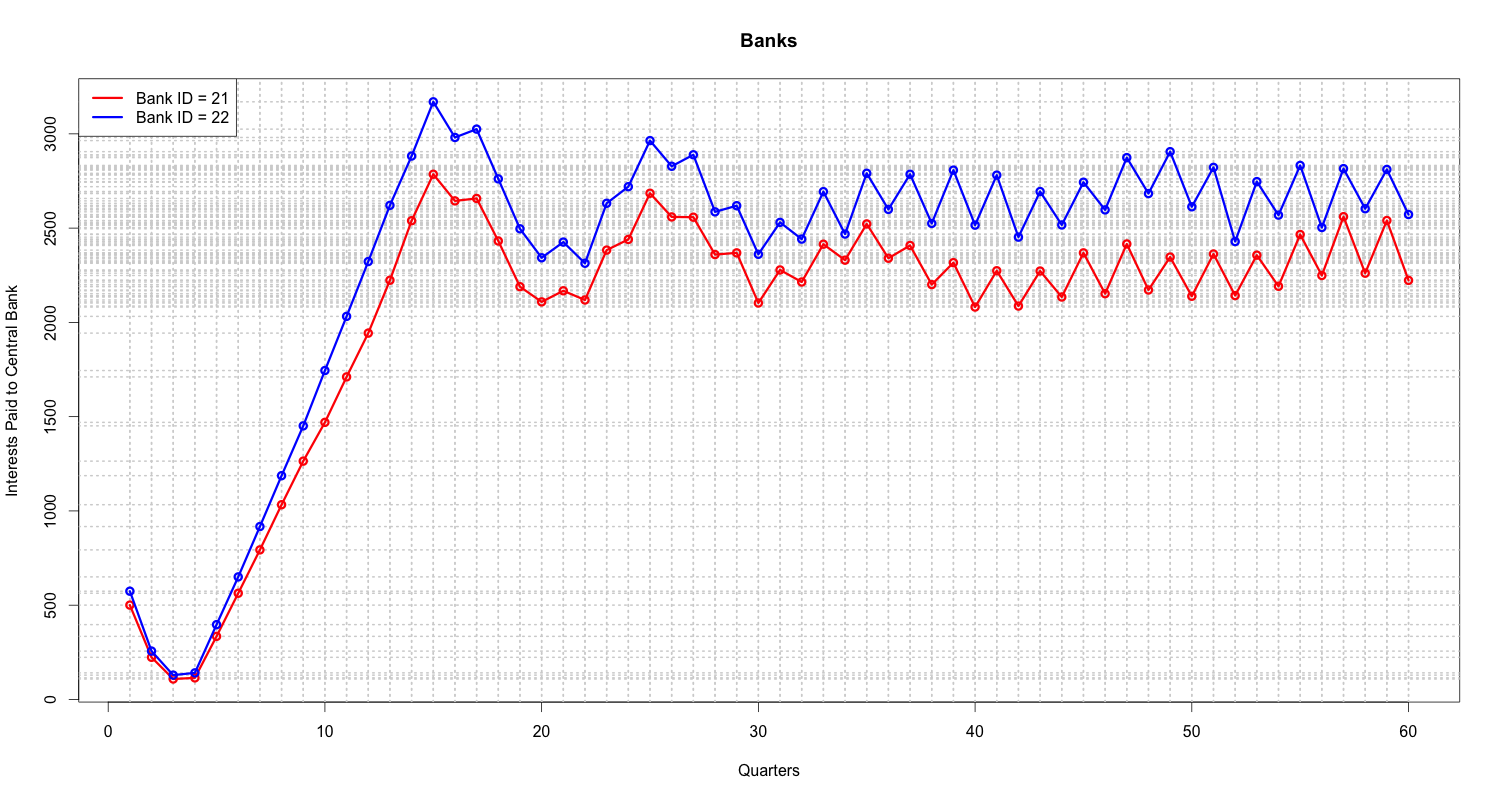 Banks
Bank ID = 21
Bank ID = 22
Interests Paid to Central Bank
3000
2500
2000
1500
1000
500
0
0 10 20 30 40 50 60
Quarters